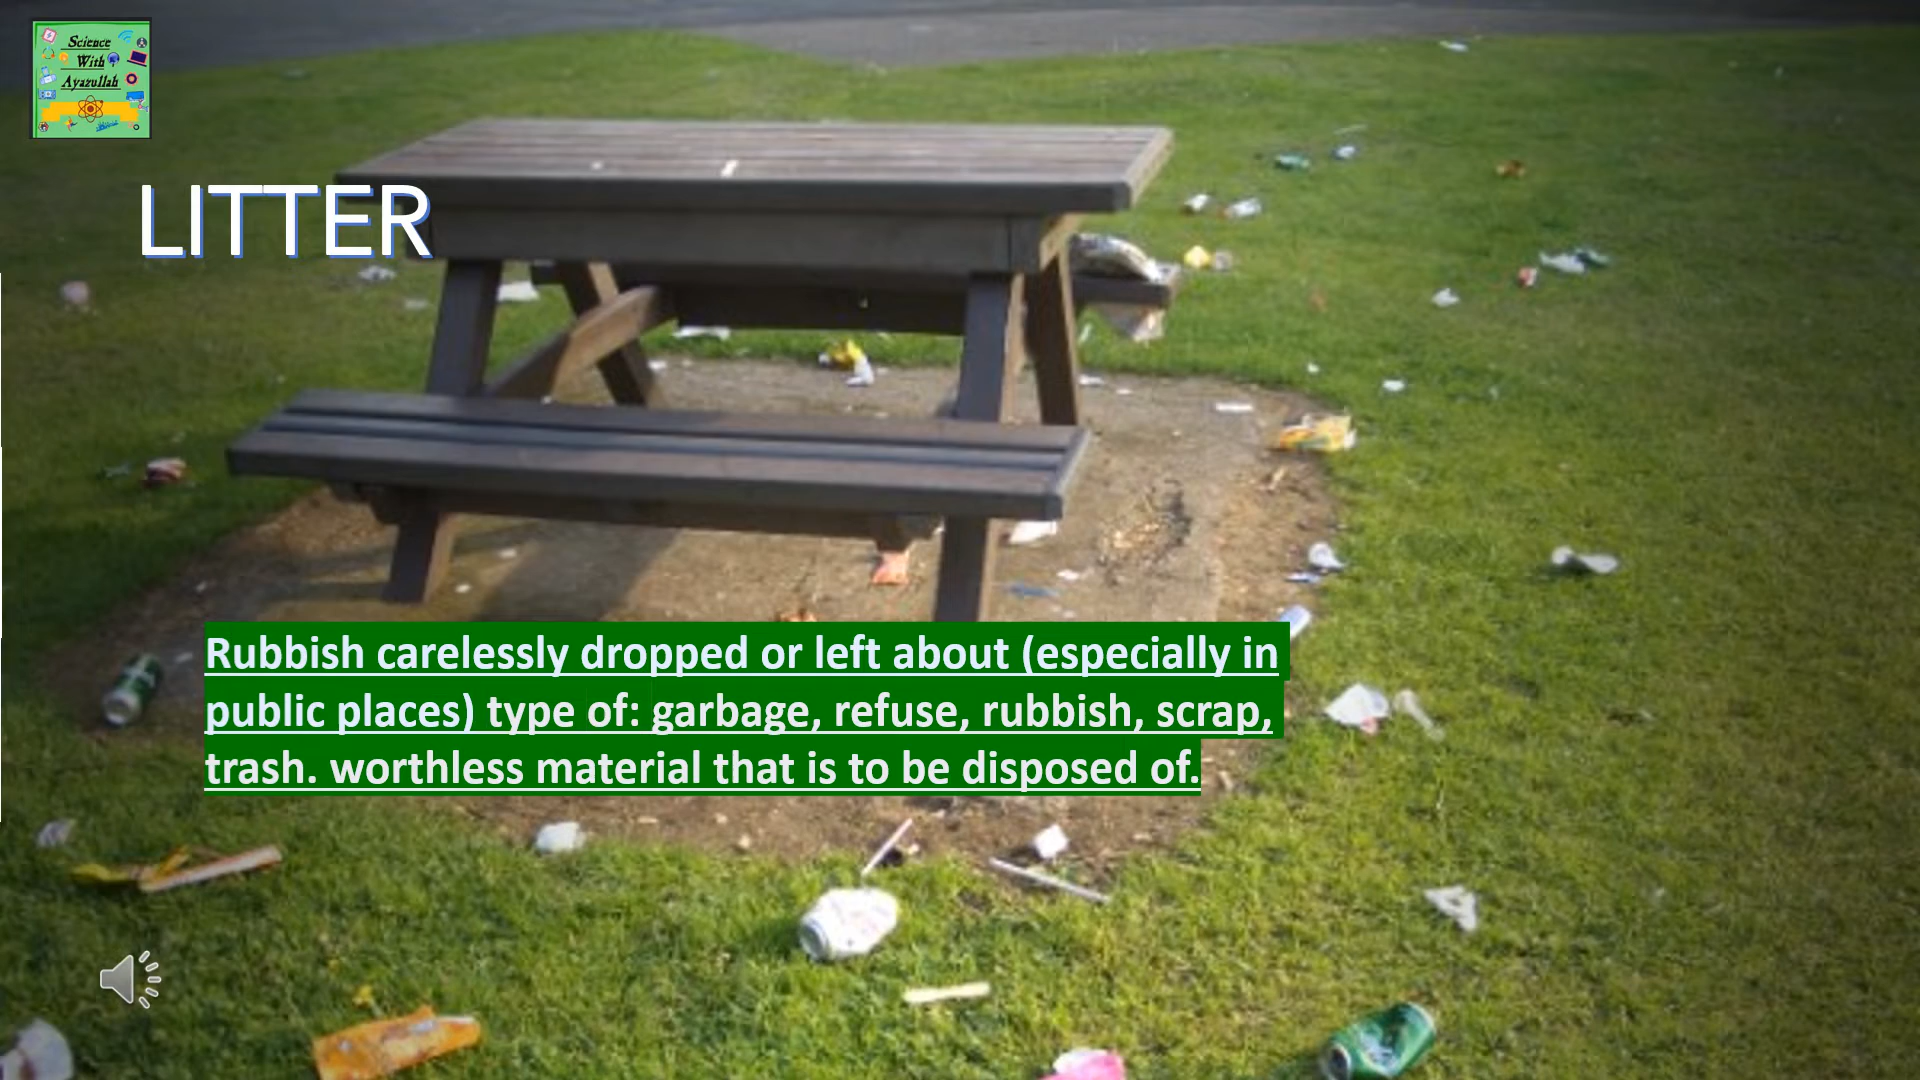 Science
With
Ayazullah
LITTER
Rubbish carelessly dropped or left about (especially in
public places) type of: garbage, refuse, rubbish, scrap,
trash. worthless material that is to be disposed of.